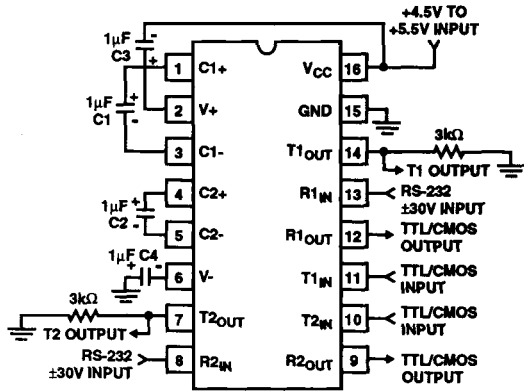 +4.5V TO
+5.5V INPUT
1μF
C3
-
+
1 C1+
VCC 16
1μF
C1
+
-
2 V+
GND 15
3kΩ
3 C1-
T1OUT 14
T1 OUTPUT
4 C2+
R1IN 13
RS-232
±30V INPUT
1μF
C2
+
-
5 C2-
R1OUT 12
TTL/CMOS
OUTPUT
1μF C4
+
-
6 V-
T1IN 11
TTL/CMOS
INPUT
3kΩ
7 T2OUT
T2IN 10
TTL/CMOS
INPUT
T2 OUTPUT
RS-232
±30V INPUT
8 R2IN
R2OUT 9
TTL/CMOS
OUTPUT